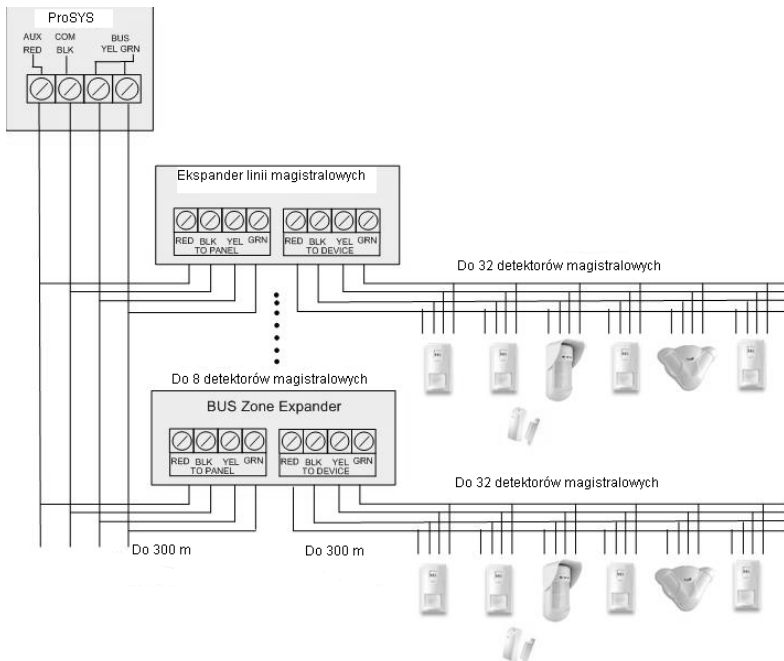 ProSYS
AUX COM BUS
RED BLK YEL GRN
Ekspander linii magistralowych
RED BLK YEL GRN RED BLK YEL GRN
TO PANEL TO DEVICE
Do 32 detektorów magistralowych
Do 8 detektorów magistralowych
BUS Zone Expander
RED BLK YEL GRN RED BLK YEL GRN
TO PANEL TO DEVICE
Do 32 detektorów magistralowych
Do 300 m Do 300 m